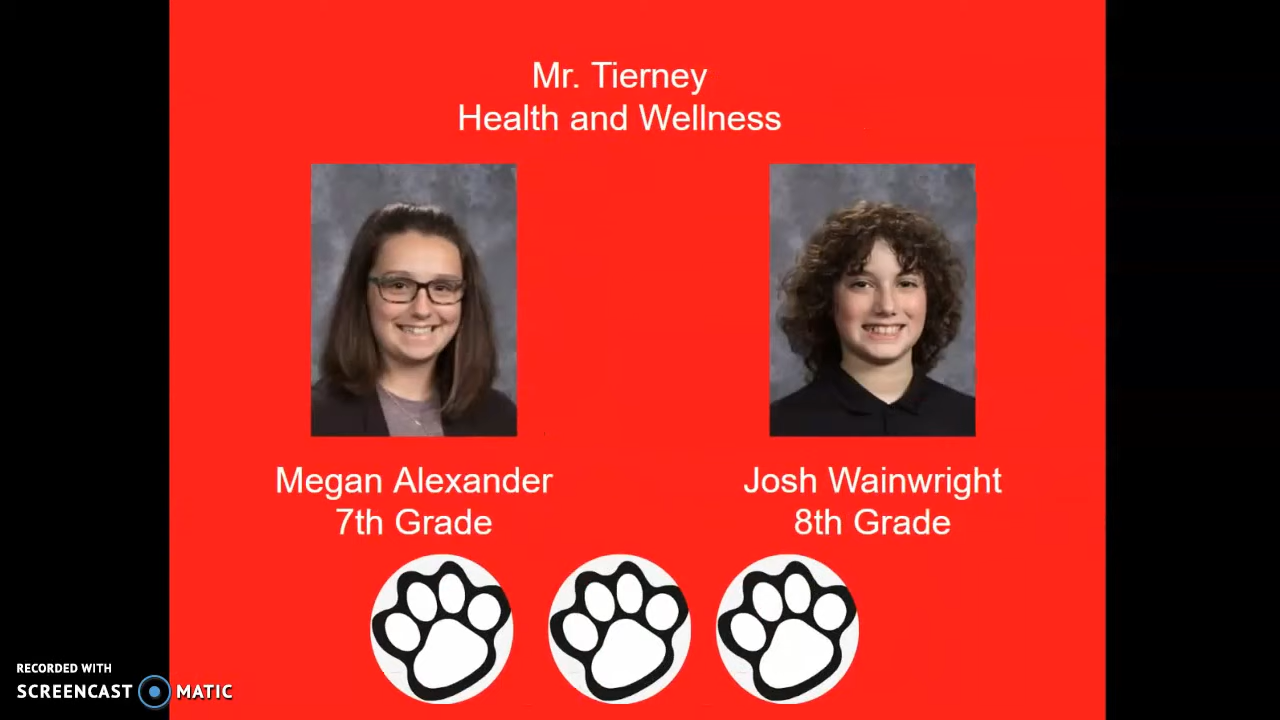 Mr. Tierney
Health and Wellness
Megan Alexander
7th Grade
Josh Wainwright
8th Grade
RECORDED WITH
SCREENCAST MATIC